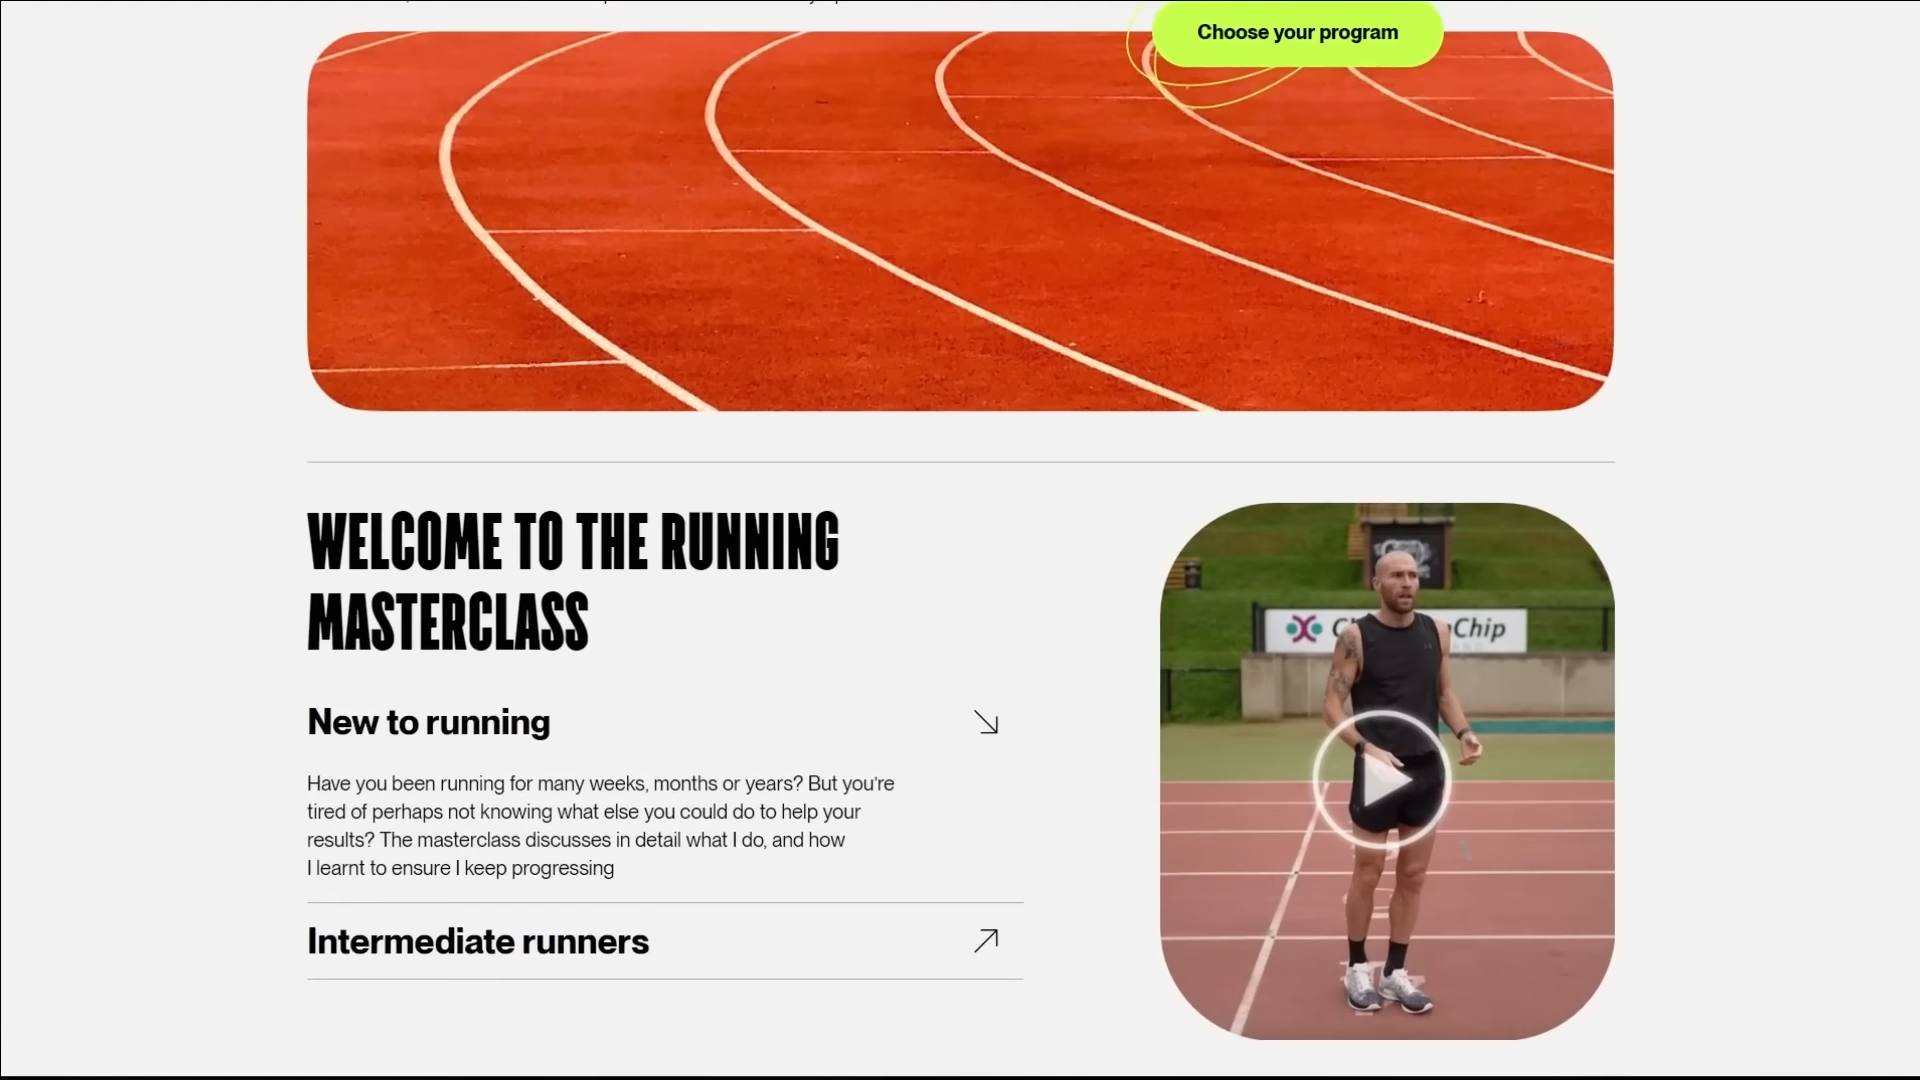 Choose your program
WELCOME TO THE RUNNING
MASTERCLASS
New to running
Have you been running for many weeks, months or years? But you're
tired of perhaps not knowing what else you could do to help your
results? The masterclass discusses in detail what I do, and how
I learnt to ensure I keep progressing
Intermediate runners
Chip